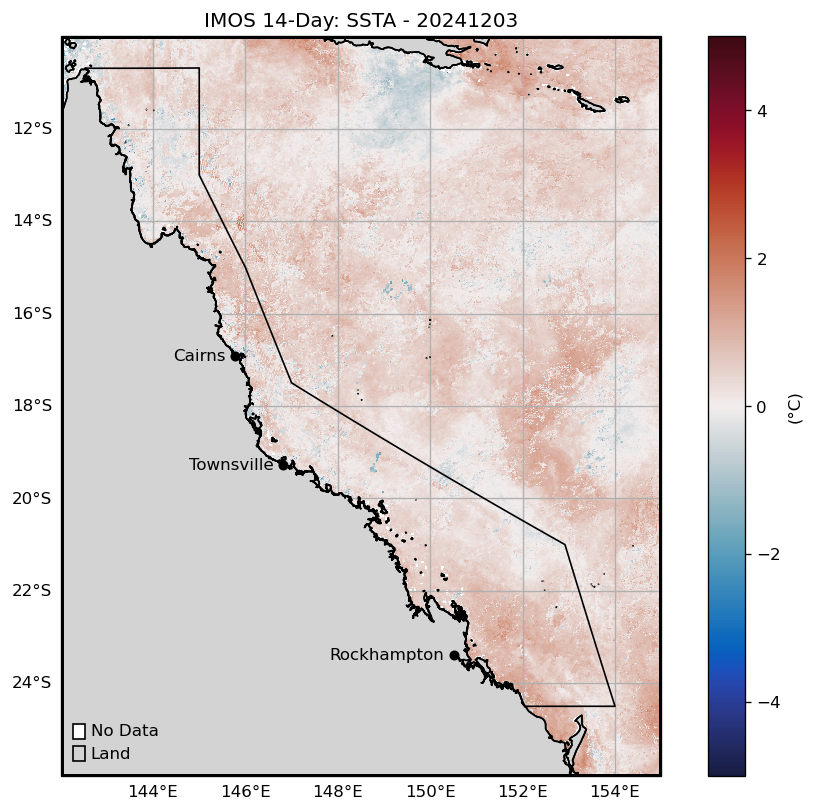 IMOS 14-Day: SSTA - 20241203
12°S
14°S
16°S
18°S
20°S
22°S
24°S
Cairns
Townsville
Rockhampton
No Data
Land
144°E 146°E 148°E 150°E 152°E 154°E
4
2
0
−2
−4
(°C)